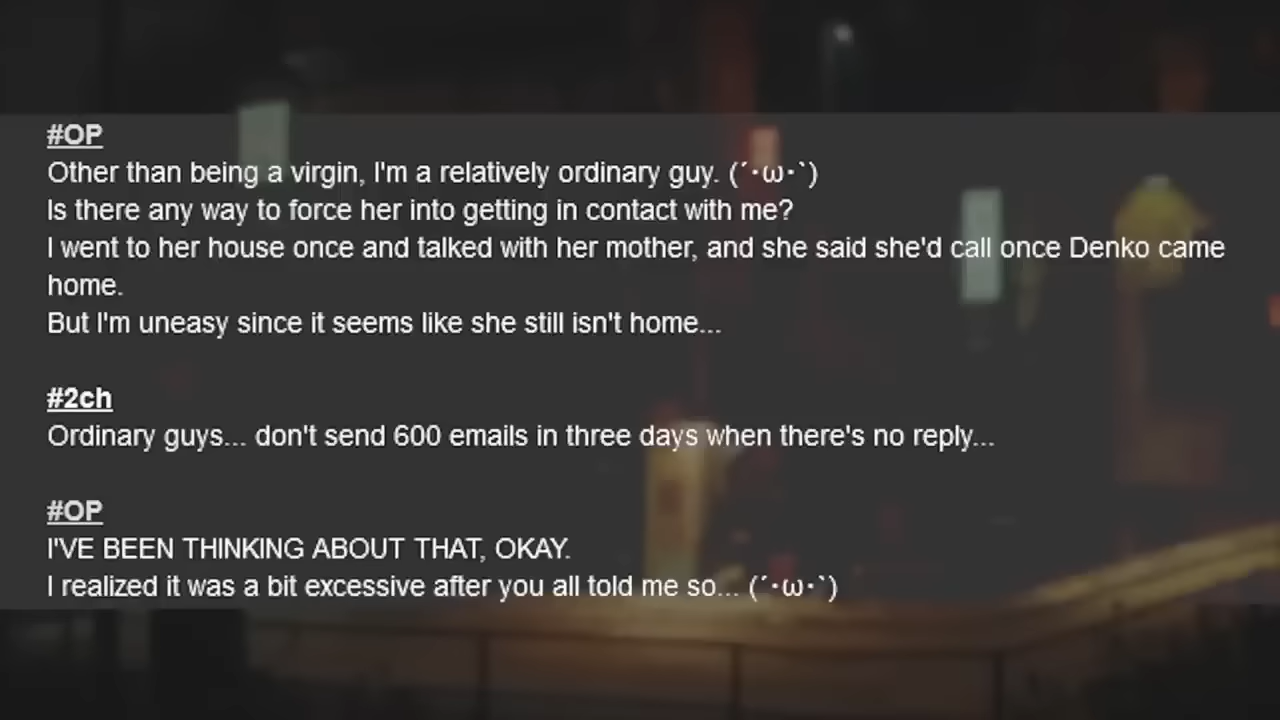 #OP
Other than being a virgin, I'm a relatively ordinary guy. (´･ω･`)
Is there any way to force her into getting in contact with me?
I went to her house once and talked with her mother, and she said she'd call once Denko came
home.
But I'm uneasy since it seems like she still isn't home...
#2ch
Ordinary guys... don't send 600 emails in three days when there's no reply...
#OP
I'VE BEEN THINKING ABOUT THAT, OKAY.
I realized it was a bit excessive after you all told me so... (´･ω･`)